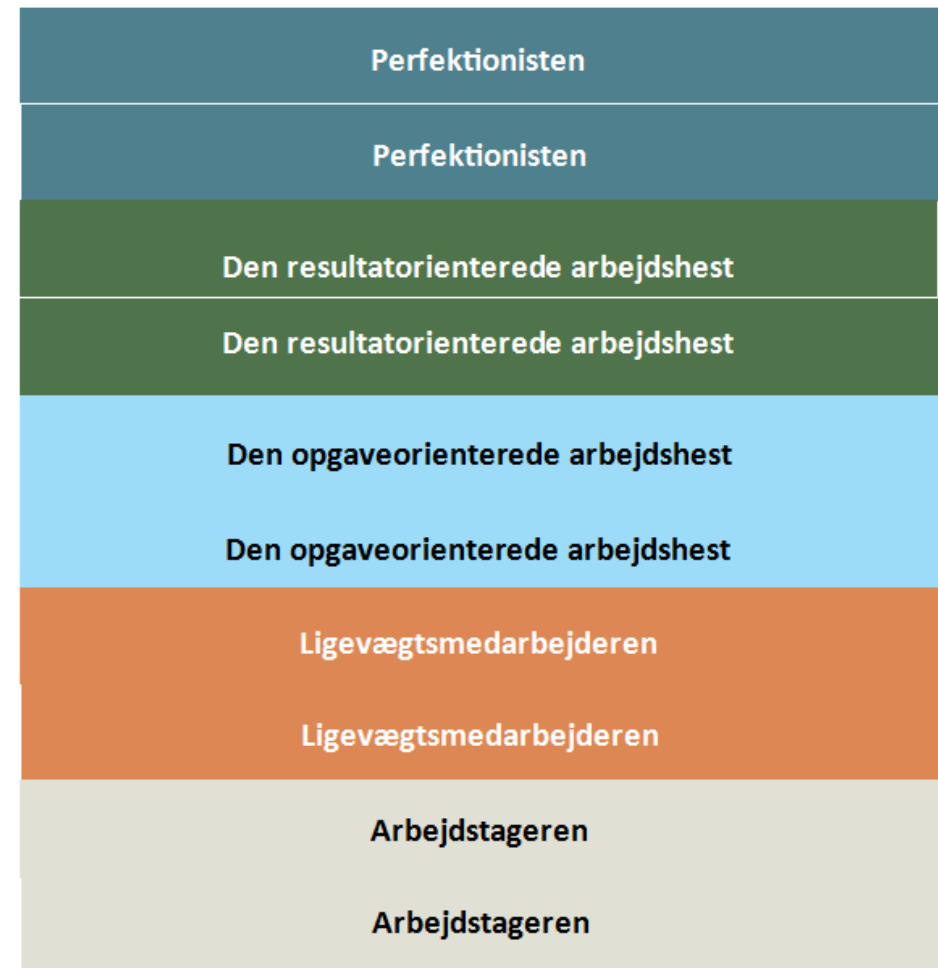 Perfektionisten
Perfektionisten
Den resultatorienterede arbejdshest
Den resultatorienterede arbejdshest
Den opgaveorienterede arbejdshest
Den opgaveorienterede arbejdshest
Ligevægtsmedarbejderen
Ligevægtsmedarbejderen
Arbejdstageren
Arbejdstageren